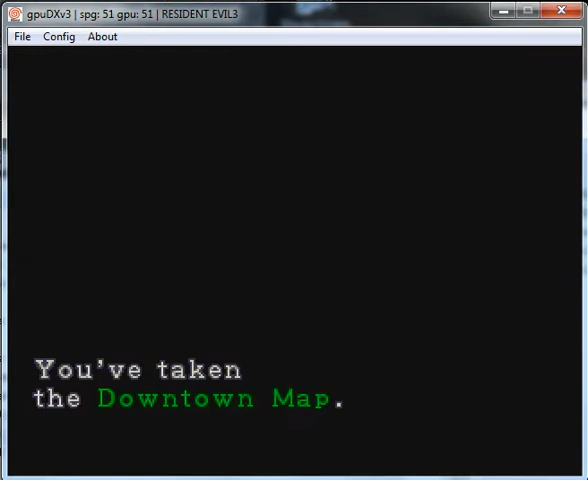 gpuDXv3 | spg: 51 gpu: 51 | RESIDENT EVIL3
File Config About
You've taken
the Downtown Map.